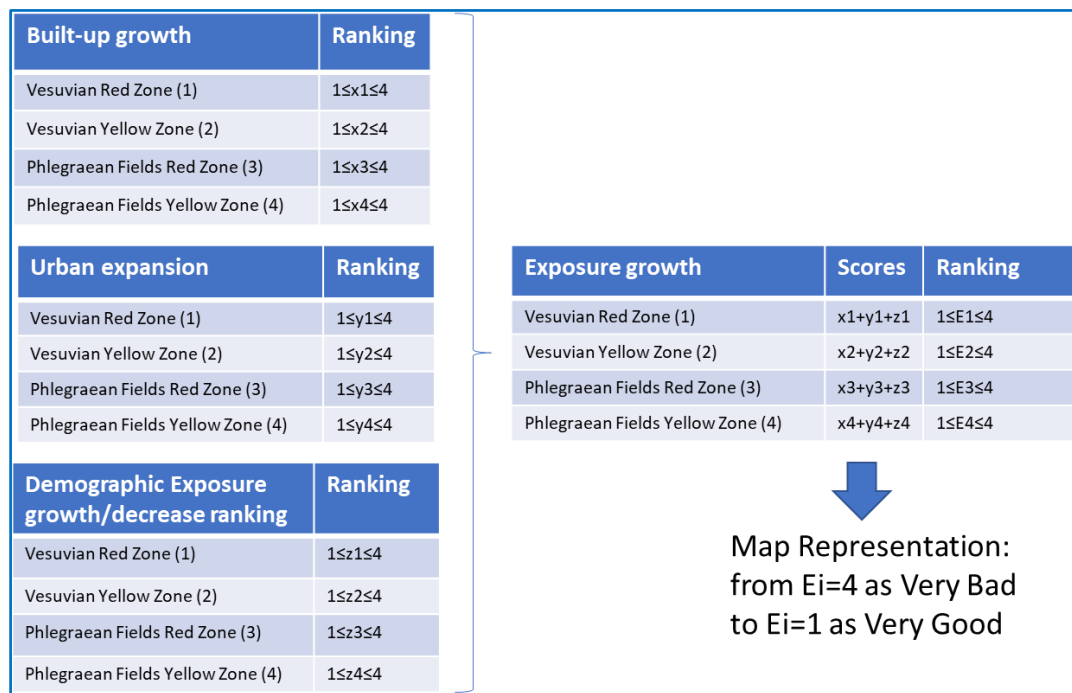 Built-up growth Ranking
Vesuvian Red Zone (1) 1≤x1≤4
Vesuvian Yellow Zone (2) 1≤x2≤4
Phlegraean Fields Red Zone (3) 1≤x3≤4
Phlegraean Fields Yellow Zone (4) 1≤x4≤4
Urban expansion Ranking
Vesuvian Red Zone (1) 1≤y1≤4
Vesuvian Yellow Zone (2) 1≤y2≤4
Phlegraean Fields Red Zone (3) 1≤y3≤4
Phlegraean Fields Yellow Zone (4) 1≤y4≤4
Demographic Exposure Ranking
growth/decrease ranking
Vesuvian Red Zone (1) 1≤z1≤4
Vesuvian Yellow Zone (2) 1≤z2≤4
Phlegraean Fields Red Zone (3) 1≤z3≤4
Phlegraean Fields Yellow Zone (4) 1≤z4≤4
Exposure growth Scores Ranking
Vesuvian Red Zone (1) x1+y1+z1 1≤E1≤4
Vesuvian Yellow Zone (2) x2+y2+z2 1≤E2≤4
Phlegraean Fields Red Zone (3) x3+y3+z3 1≤E3≤4
Phlegraean Fields Yellow Zone (4) x4+y4+z4 1≤E4≤4
Map Representation:
from Ei=4 as Very Bad
to Ei=1 as Very Good